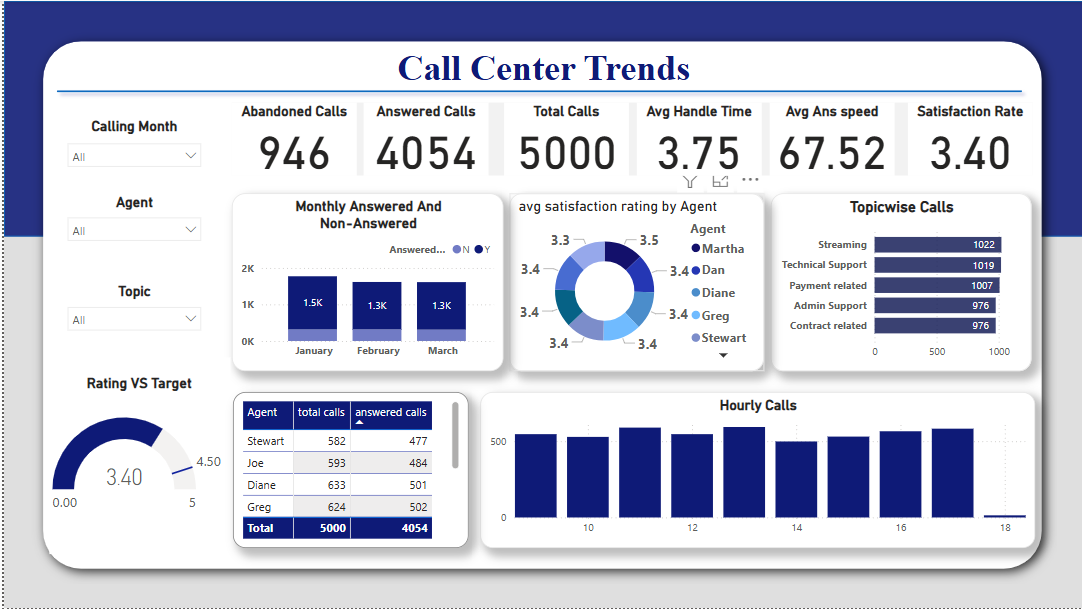 Call Center Trends
Calling Month
All
Agent
All
Topic
All
Rating VS Target
3.40
4.50
0.00
5
Abandoned Calls
946
Answered Calls
4054
Total Calls
5000
Avg Handle Time
3.75
Avg Ans speed
67.52
Satisfaction Rate
3.40
Monthly Answered And
Non-Answered
Answered... N Y
2K
1K
0K
1.5K
1.3K
1.3K
January
February
March
avg satisfaction rating by Agent
3.3
3.5
3.4
3.4
3.4
3.4
3.4
3.4
Agent
Martha
Dan
Diane
Greg
Stewart
Topicwise Calls
Streaming 1022
Technical Support 1019
Payment related 1007
Admin Support 976
Contract related 976
0 500 1000
Agent total calls answered calls
Stewart 582 477
Joe 593 484
Diane 633 501
Greg 624 502
Total 5000 4054
Hourly Calls
500
0
10 12 14 16 18